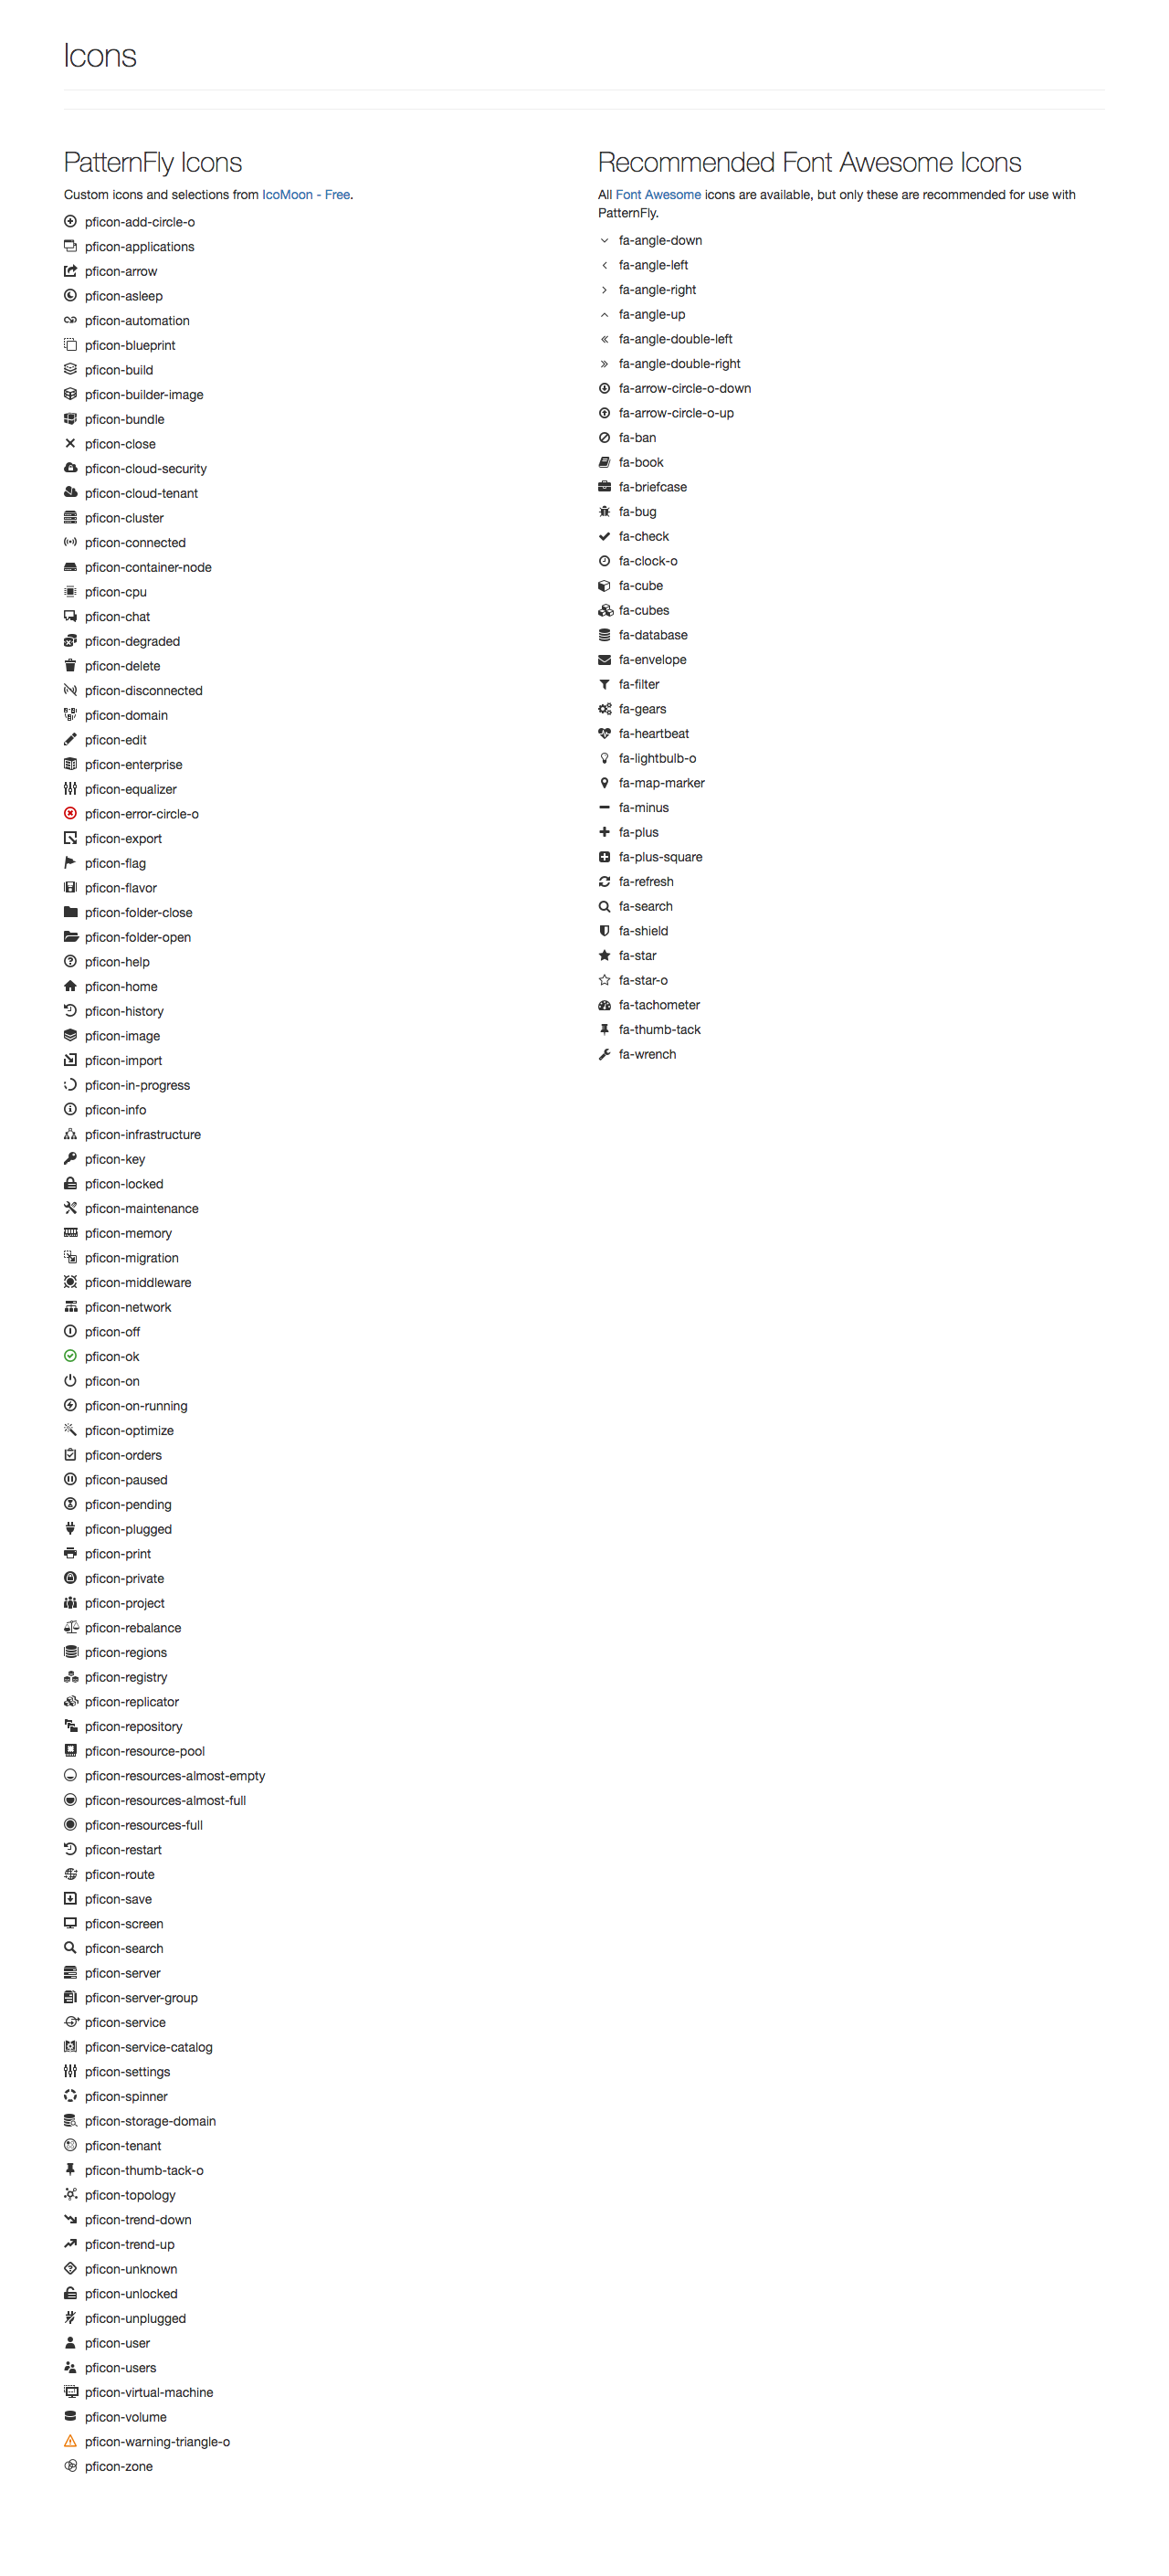 Icons
PatternFly Icons
Custom icons and selections from IcoMoon - Free.
pficon-add-circle-o
pficon-applications
pficon-arrow
pficon-asleep
pficon-automation
pficon-blueprint
pficon-build
pficon-builder-image
pficon-bundle
pficon-close
pficon-cloud-security
pficon-cloud-tenant
pficon-cluster
pficon-connected
pficon-container-node
pficon-cpu
pficon-chat
pficon-degraded
pficon-delete
pficon-disconnected
pficon-domain
pficon-edit
pficon-enterprise
pficon-equalizer
pficon-error-circle-o
pficon-export
pficon-flag
pficon-flavor
pficon-folder-close
pficon-folder-open
pficon-help
pficon-home
pficon-history
pficon-image
pficon-import
pficon-in-progress
pficon-info
pficon-infrastructure
pficon-key
pficon-locked
pficon-maintenance
pficon-memory
pficon-migration
pficon-middleware
pficon-network
pficon-off
pficon-ok
pficon-on
pficon-on-running
pficon-optimize
pficon-orders
pficon-paused
pficon-pending
pficon-plugged
pficon-print
pficon-private
pficon-project
pficon-rebalance
pficon-regions
pficon-registry
pficon-replicator
pficon-repository
pficon-resource-pool
pficon-resources-almost-empty
pficon-resources-almost-full
pficon-resources-full
pficon-restart
pficon-route
pficon-save
pficon-screen
pficon-search
pficon-server
pficon-server-group
pficon-service
pficon-service-catalog
pficon-settings
pficon-spinner
pficon-storage-domain
pficon-tenant
pficon-thumb-tack-o
pficon-topology
pficon-trend-down
pficon-trend-up
pficon-unknown
pficon-unlocked
pficon-unplugged
pficon-user
pficon-users
pficon-virtual-machine
pficon-volume
pficon-warning-triangle-o
pficon-zone
Recommended Font Awesome Icons
All Font Awesome icons are available, but only these are recommended for use with
PatternFly.
fa-angle-down
fa-angle-left
fa-angle-right
fa-angle-up
fa-angle-double-left
fa-angle-double-right
fa-arrow-circle-o-down
fa-arrow-circle-o-up
fa-ban
fa-book
fa-briefcase
fa-bug
fa-check
fa-clock-o
fa-cube
fa-cubes
fa-database
fa-envelope
fa-filter
fa-gears
fa-heartbeat
fa-lightbulb-o
fa-map-marker
fa-minus
fa-plus
fa-plus-square
fa-refresh
fa-search
fa-shield
fa-star
fa-star-o
fa-tachometer
fa-thumb-tack
fa-wrench